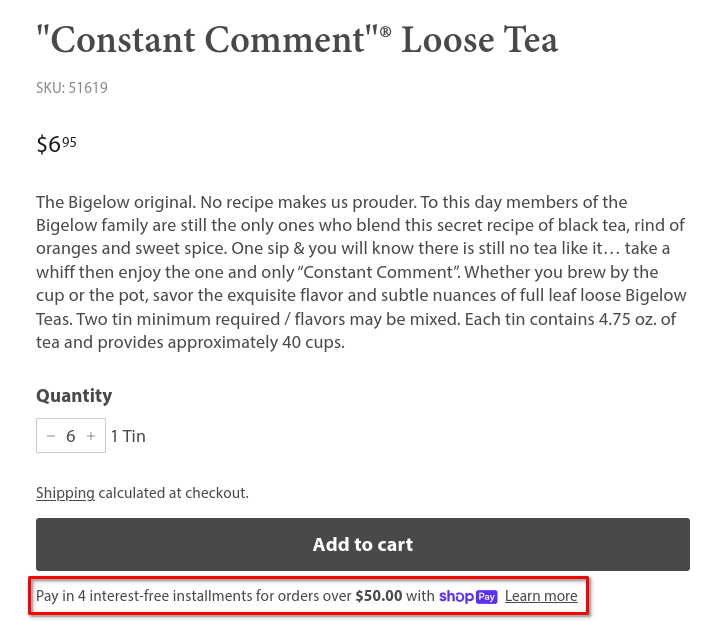 "Constant Comment"® Loose Tea
SKU: 51619
$6⁹⁵
The Bigelow original. No recipe makes us prouder. To this day members of the
Bigelow family are still the only ones who blend this secret recipe of black tea, rind of
oranges and sweet spice. One sip & you will know there is still no tea like it… take a
whiff then enjoy the one and only “Constant Comment”. Whether you brew by the
cup or the pot, savor the exquisite flavor and subtle nuances of full leaf loose Bigelow
Teas. Two tin minimum required / flavors may be mixed. Each tin contains 4.75 oz. of
tea and provides approximately 40 cups.
Quantity
− 6 + 1 Tin
Shipping calculated at checkout.
Add to cart
Pay in 4 interest-free installments for orders over $50.00 with shop Pay Learn more